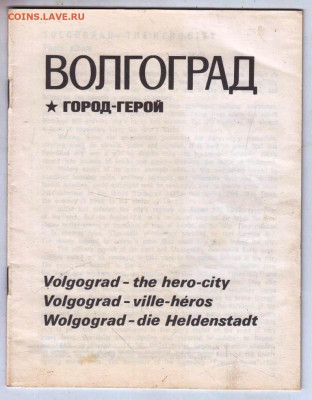 COINS.LAVE.RU
ВОЛГОГРАД
★ ГОРОД-ГЕРОЙ
Volgograd – the hero-city
Volgograd – ville-héros
Wolgograd – die Heldenstadt